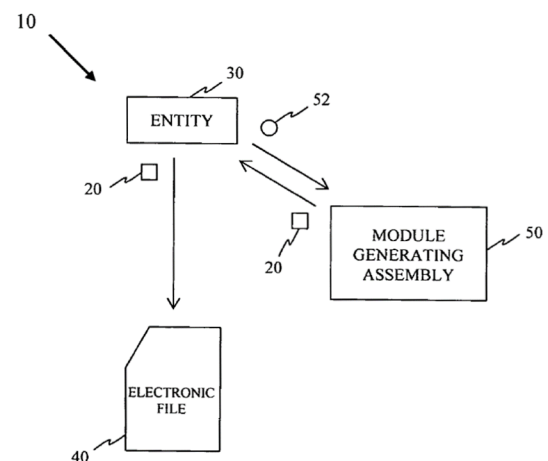 10
30
ENTITY
52
20
20
MODULE
GENERATING
ASSEMBLY
50
ELECTRONIC
FILE
40